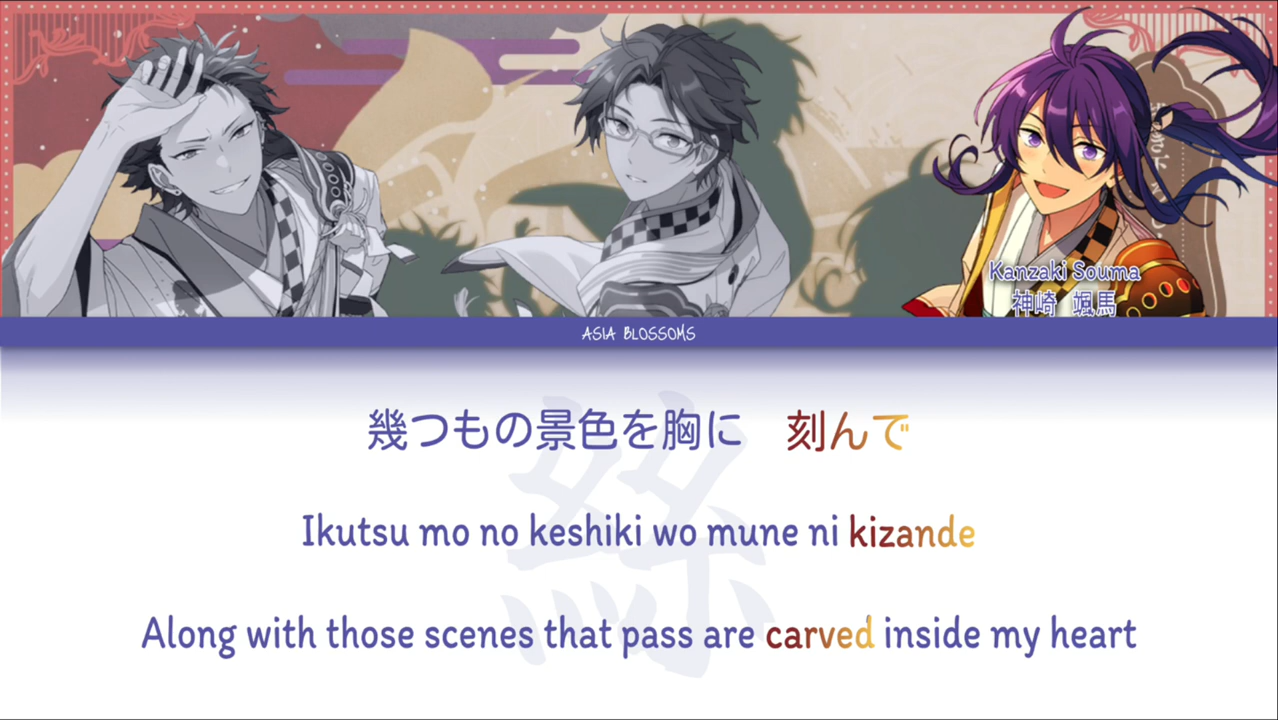 Kanzaki Souma
神崎 颯馬
ASIA BLOSSOMS
幾つもの景色を胸に 刻んで
Ikutsu mo no keshiki wo mune ni kizande
Along with those scenes that pass are carved inside my heart
絲